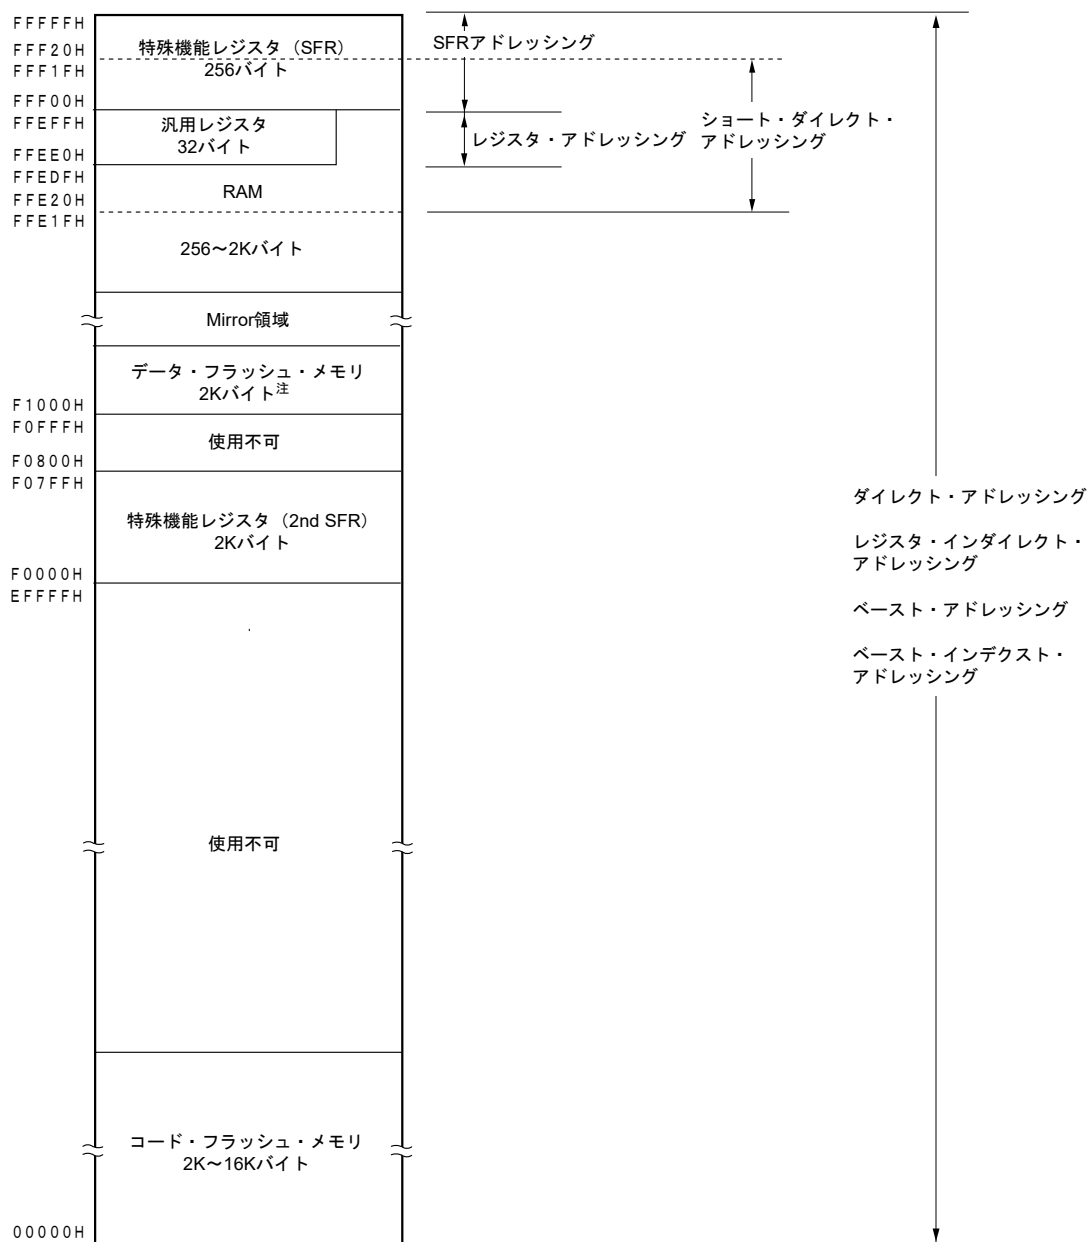 FFFFFH
FFF20H
FFF1FH
FFF00H
FFEFFH
FFEE0H
FFEDFH
FFE20H
FFE1FH
特殊機能レジスタ（SFR）
256バイト
汎用レジスタ
32バイト
RAM
256～2Kバイト
Mirror領域
データ・フラッシュ・メモリ
2Kバイト注
F1000H
F0FFFH
使用不可
F0800H
F07FFH
特殊機能レジスタ（2nd SFR）
2Kバイト
F0000H
EFFFFH
使用不可
コード・フラッシュ・メモリ
2K～16Kバイト
00000H
SFRアドレッシング
レジスタ・アドレッシング
ショート・ダイレクト・
アドレッシング
ダイレクト・アドレッシング
レジスタ・インダイレクト・
アドレッシング
ベースト・アドレッシング
ベースト・インデクスト・
アドレッシング